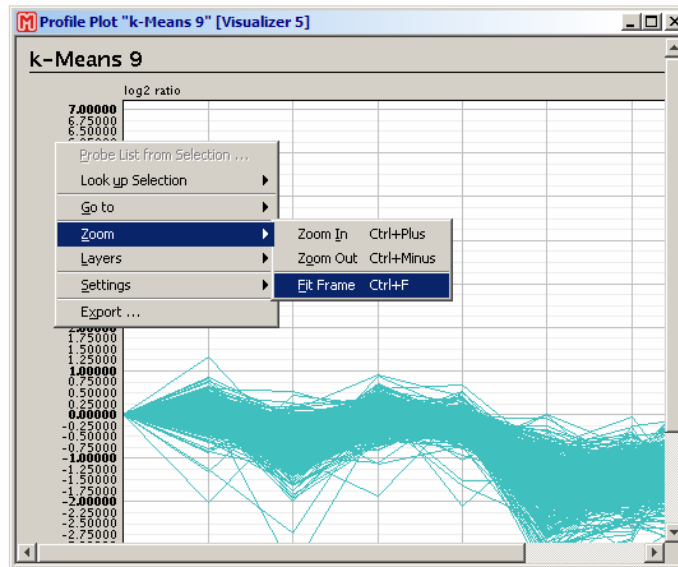 Profile Plot "k-Means 9" [Visualizer 5]
k-Means 9
log2 ratio
7.00000
6.75000
6.50000
Probe List from Selection ...
Look up Selection
Go to
Zoom
Zoom In Ctrl+Plus
Layers
Zoom Out Ctrl+Minus
Settings
Fit Frame Ctrl+F
Export ...
1.75000
1.50000
1.25000
1.00000
0.75000
0.50000
0.25000
0.00000
-0.25000
-0.50000
-0.75000
-1.00000
-1.25000
-1.50000
-1.75000
-2.00000
-2.25000
-2.50000
-2.75000